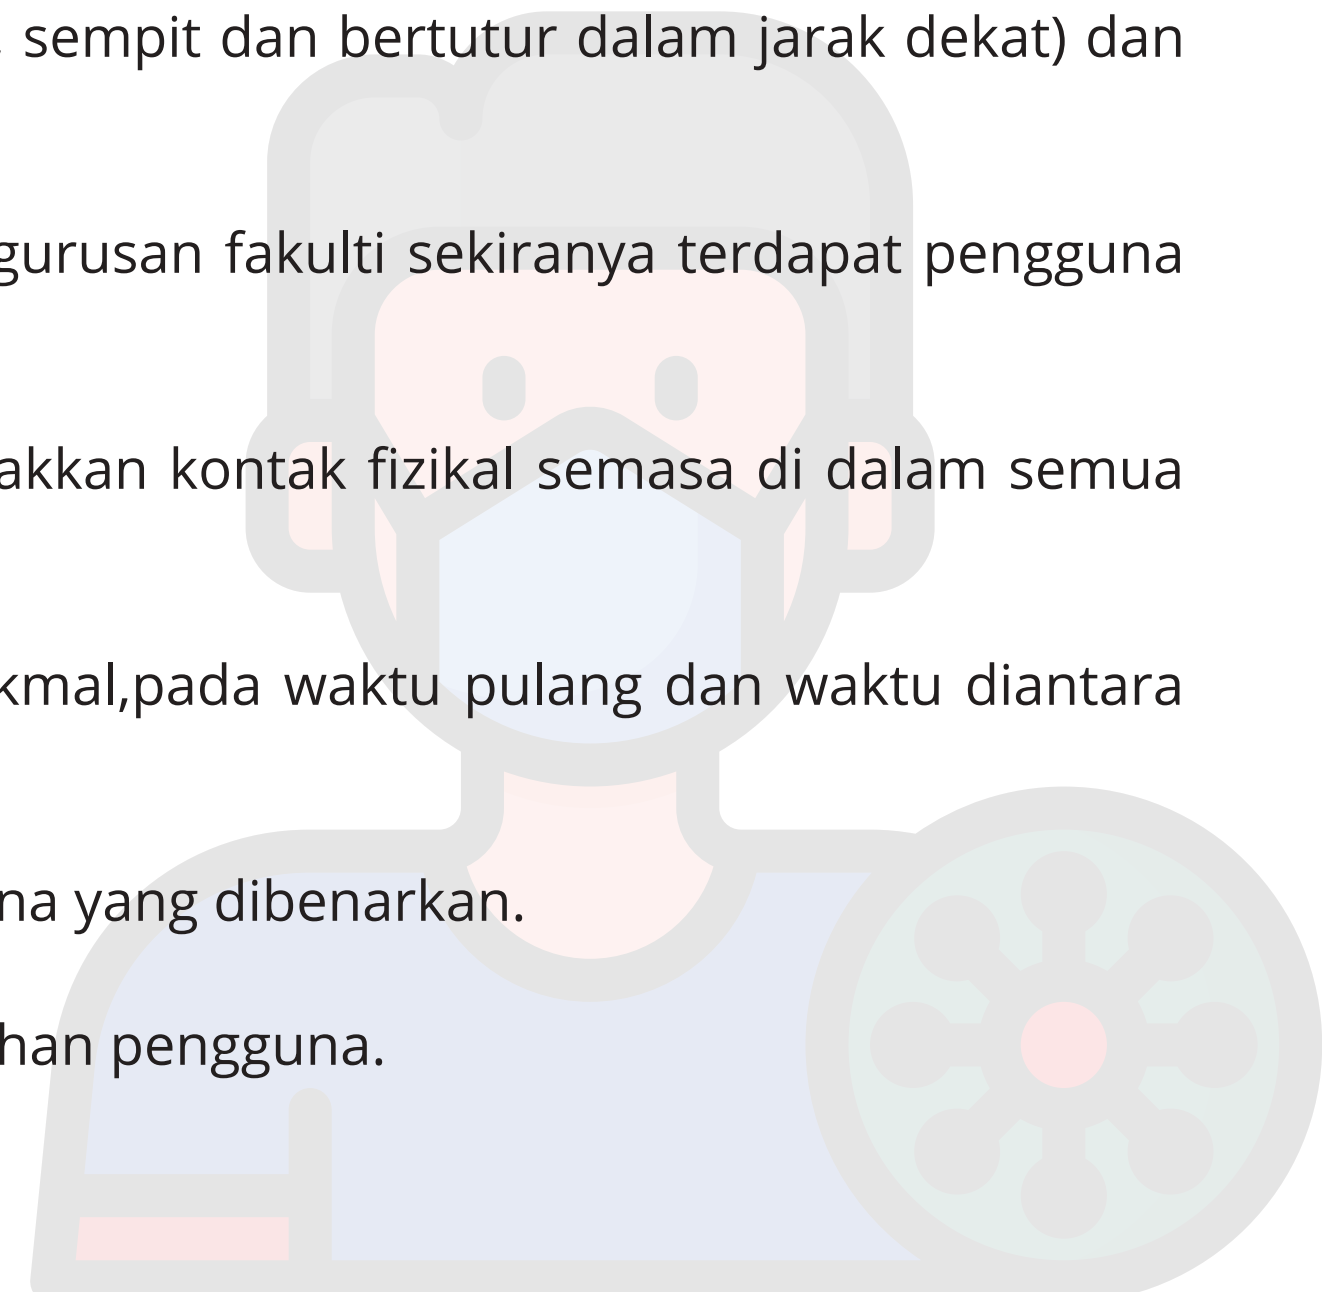 sempit dan bertutur dalam jarak dekat) dan
gurusan fakulti sekiranya terdapat pengguna
akkan kontak fizikal semasa di dalam semua
kmal,pada waktu pulang dan waktu diantara
na yang dibenarkan.
han pengguna.